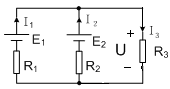 I1 I2 I3
E1 E2 + U R3
R1 R2 −